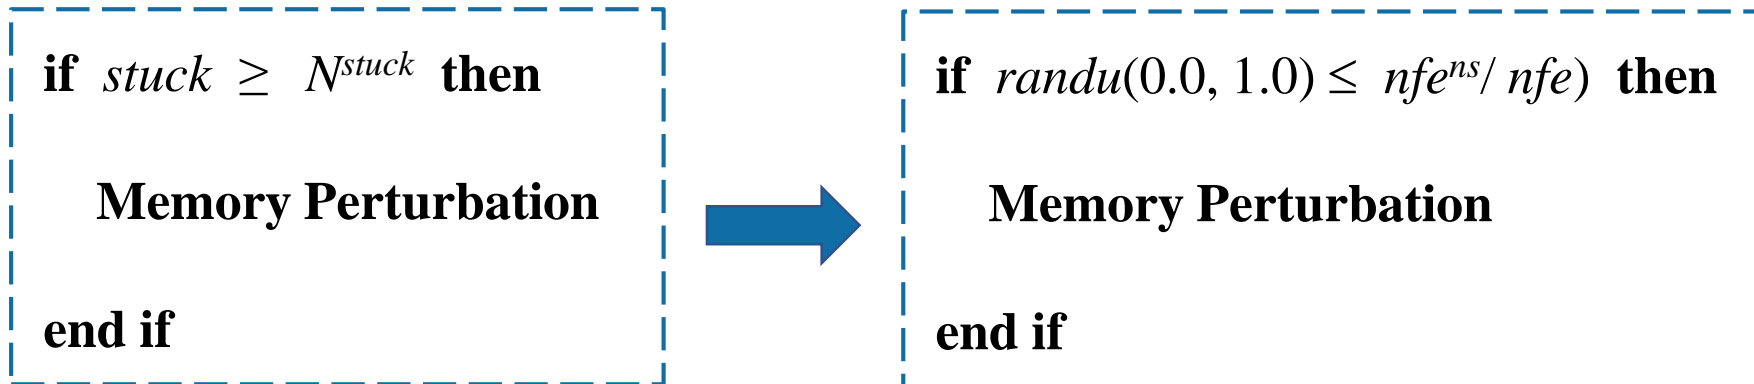 if stuck ≥ N^stuck then
Memory Perturbation
end if
if randu(0.0, 1.0) ≤ nfe^ns/ nfe) then
Memory Perturbation
end if